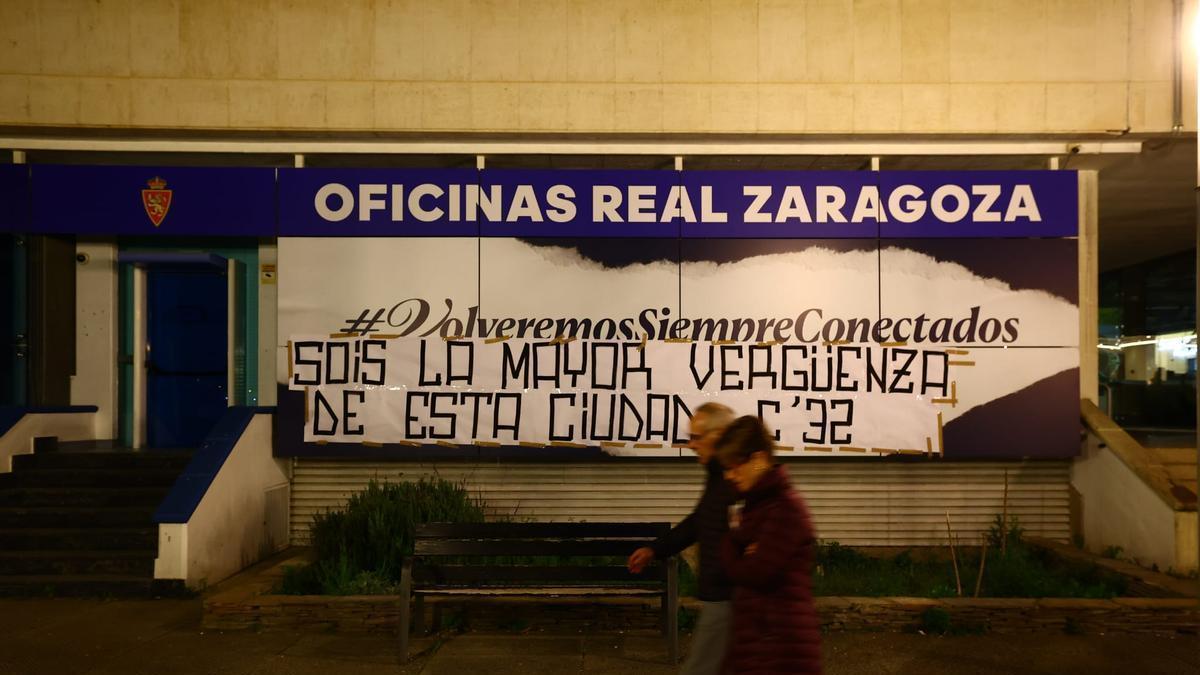 OFICINAS REAL ZARAGOZA
#VolveremosSiempreConectados
SOIS LA MAYOR VERGÜENZA
DE ESTA CIUDAD C'32